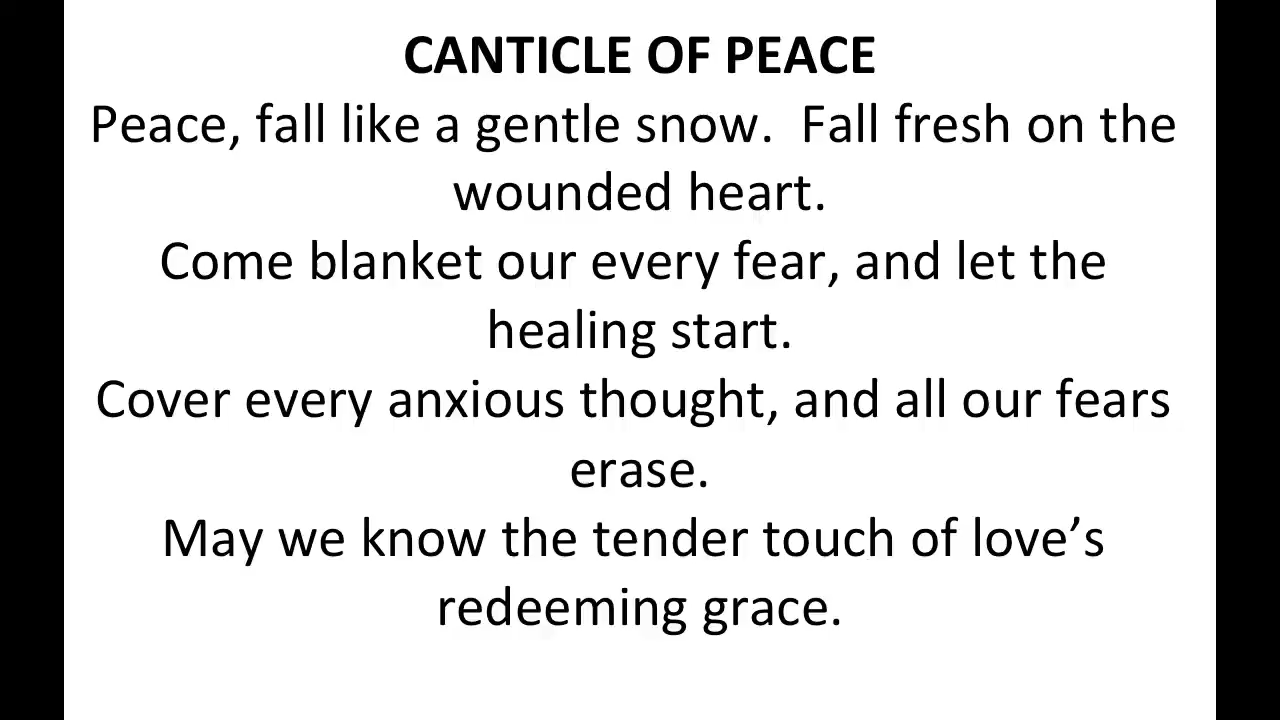 CANTICLE OF PEACE
Peace, fall like a gentle snow.  Fall fresh on the
wounded heart.
Come blanket our every fear, and let the
healing start.
Cover every anxious thought, and all our fears
erase.
May we know the tender touch of love’s
redeeming grace.